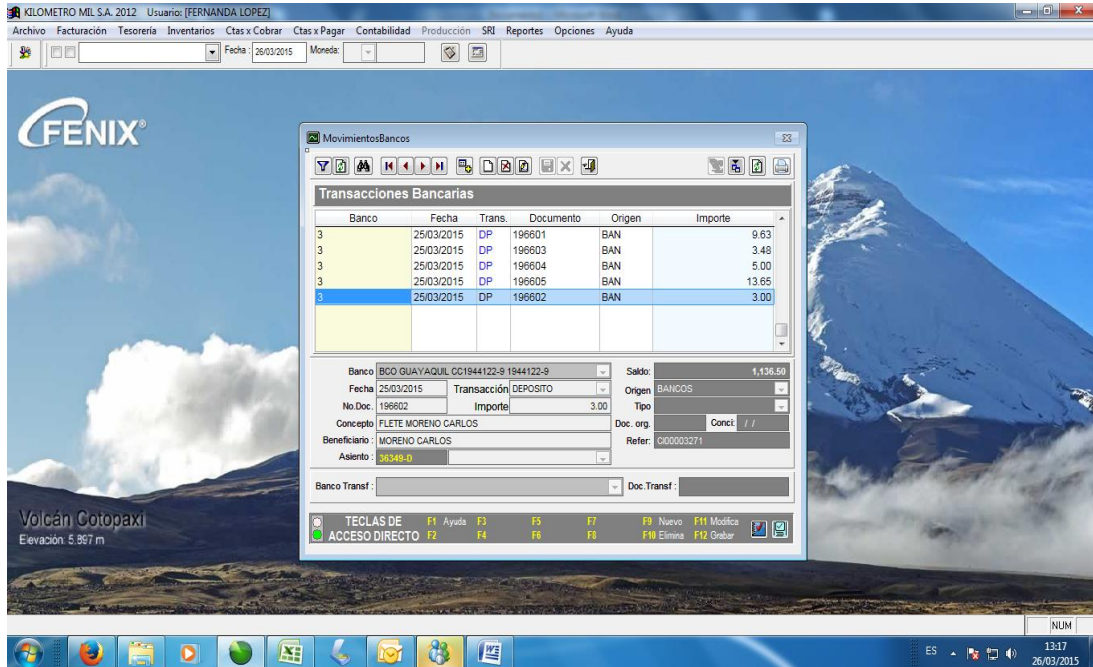 KILOMETRO MIL S.A. 2012 Usuario: [FERNANDA LOPEZ]
Archivo Facturación Tesorería Inventarios Ctas x Cobrar Ctas x Pagar Contabilidad Producción SRI Reportes Opciones Ayuda
Fecha : 26/03/2015 Moneda:
FENIX®
MovimientosBancos
Transacciones Bancarias
Banco Fecha Trans. Documento Origen Importe
3 25/03/2015 DP 196601 BAN 9.63
3 25/03/2015 DP 196603 BAN 3.48
3 25/03/2015 DP 196604 BAN 5.00
3 25/03/2015 DP 196605 BAN 13.65
3 25/03/2015 DP 196602 BAN 3.00
Banco BCO GUAYAQUIL CC1944122-9 1944122-9 Saldo: 1,136.50
Fecha 25/03/2015 Transacción DEPOSITO Origen BANCOS
No.Doc. 196602 Importe 3.00 Tipo
Concepto FLETE MORENO CARLOS Doc. org. Conci: / /
Beneficiario : MORENO CARLOS Refer: CI00003271
Asiento : 36349-D
Banco Transf : Doc.Transf :
TECLAS DE ACCESO DIRECTO
F1 Ayuda F3 F5 F7 F9 Nuevo F11 Modifica
F2 F4 F6 F8 F10 Elimina F12 Grabar
Volcán Cotopaxi
Elevación: 5.897 m
NUM
ES 13:17
26/03/2015